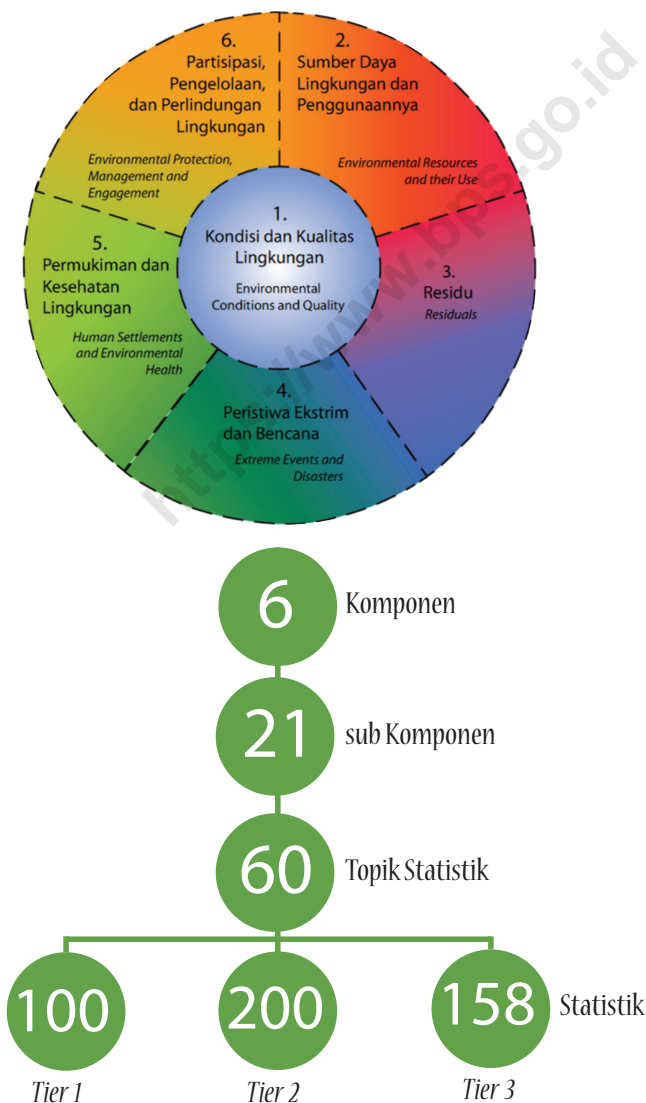 6.
Partisipasi,
Pengelolaan,
dan Perlindungan
Lingkungan
Environmental Protection,
Management and
Engagement
2.
Sumber Daya
Lingkungan dan
Penggunaannya
Environmental Resources
and their Use
1.
Kondisi dan Kualitas
Lingkungan
Environmental
Conditions and Quality
3.
Residu
Residuals
5.
Permukiman dan
Kesehatan
Lingkungan
Human Settlements
and Environmental
Health
4.
Peristiwa Ekstrim
dan Bencana
Extreme Events and
Disasters
https://www.bps.go.id
6 Komponen
21 sub Komponen
60 Topik Statistik
100 200 158 Statistik
Tier 1 Tier 2 Tier 3